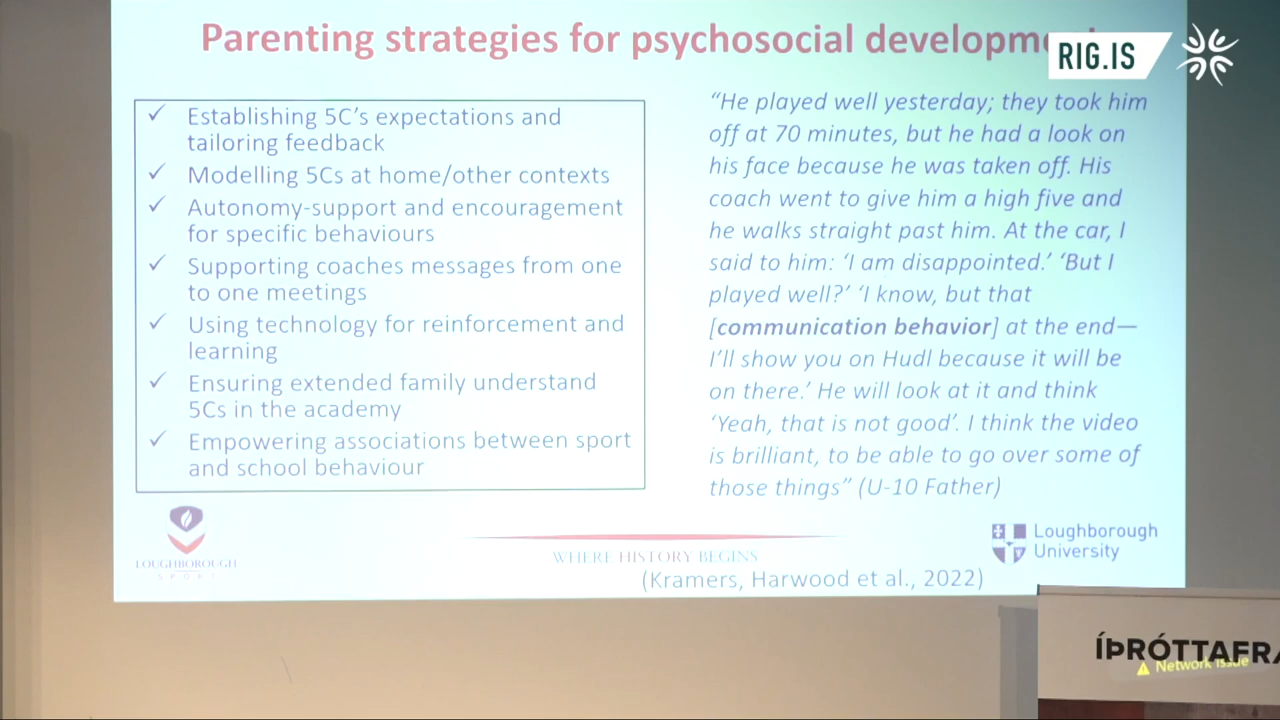 Parenting strategies for psychosocial developm
RIG.IS
✓ Establishing 5C's expectations and
tailoring feedback
✓ Modelling 5Cs at home/other contexts
✓ Autonomy-support and encouragement
for specific behaviours
✓ Supporting coaches messages from one
to one meetings
✓ Using technology for reinforcement and
learning
✓ Ensuring extended family understand
5Cs in the academy
✓ Empowering associations between sport
and school behaviour
“He played well yesterday; they took him
off at 70 minutes, but he had a look on
his face because he was taken off. His
coach went to give him a high five and
he walks straight past him. At the car, I
said to him: ‘I am disappointed.’ ‘But I
played well?’ ‘I know, but that
[communication behavior] at the end—
I’ll show you on Hudl because it will be
on there.’ He will look at it and think
‘Yeah, that is not good’. I think the video
is brilliant, to be able to go over some of
those things” (U-10 Father)
LOUGHBOROUGH
SPORT
WHERE HISTORY BEGINS
(Kramers, Harwood et al., 2022)
Loughborough
University
ÍÞRÓTTAFRA
Network Issue